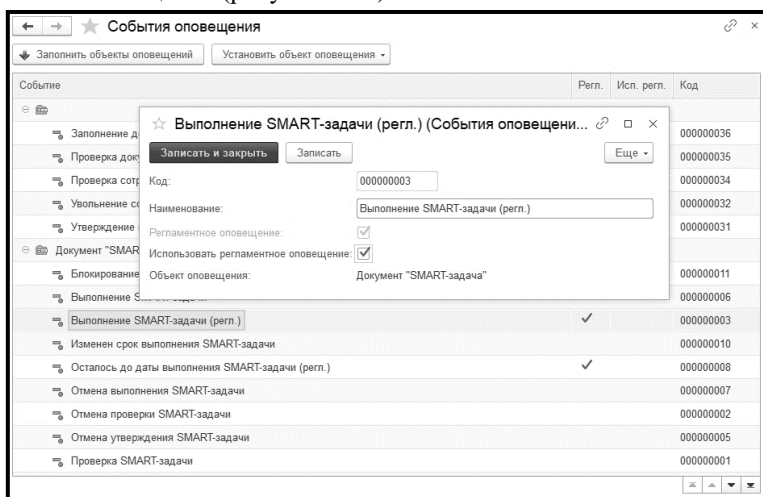 События оповещения
Заполнить объекты оповещений Установить объект оповещения
Событие Регл. Исп. регл. Код
Заполнение 000000036
Проверка 000000035
Проверка 000000034
Увольнение 000000032
Утверждение 000000031
Документ "SMAR
Блокирование 000000011
Выполнение 000000006
Выполнение SMART-задачи (регл.) 000000003
Изменен срок выполнения SMART-задачи 000000010
Осталось до даты выполнения SMART-задачи (регл.) 000000008
Отмена выполнения SMART-задачи 000000007
Отмена проверки SMART-задачи 000000002
Отмена утверждения SMART-задачи 000000005
Проверка SMART-задачи 000000001
Выполнение SMART-задачи (регл.) (События оповещени...
Записать и закрыть Записать Еще
Код: 000000003
Наименование: Выполнение SMART-задачи (регл.)
Регламентное оповещение:
Использовать регламентное оповещение:
Объект оповещения: Документ "SMART-задача"